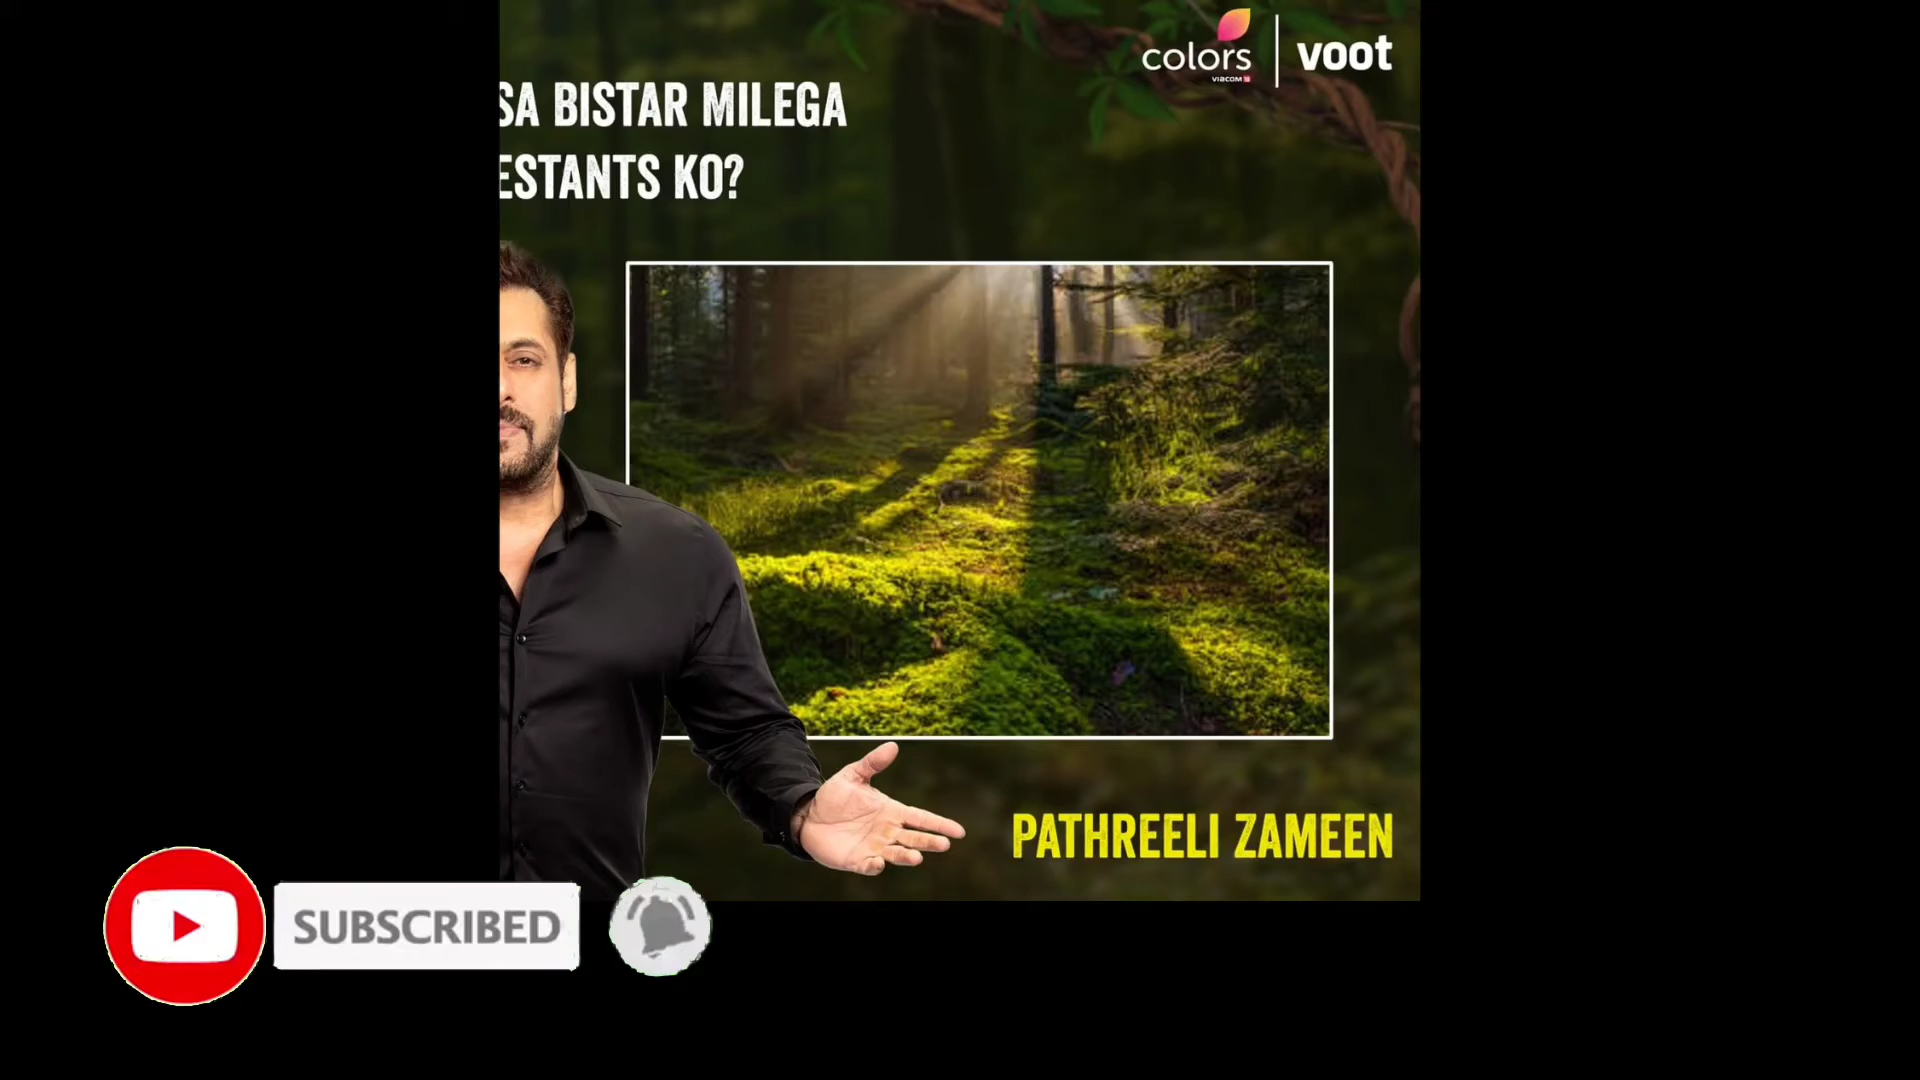 colors
VIACOM18
voot
SA BISTAR MILEGA
ESTANTS KO?
PATHREELI ZAMEEN
SUBSCRIBED